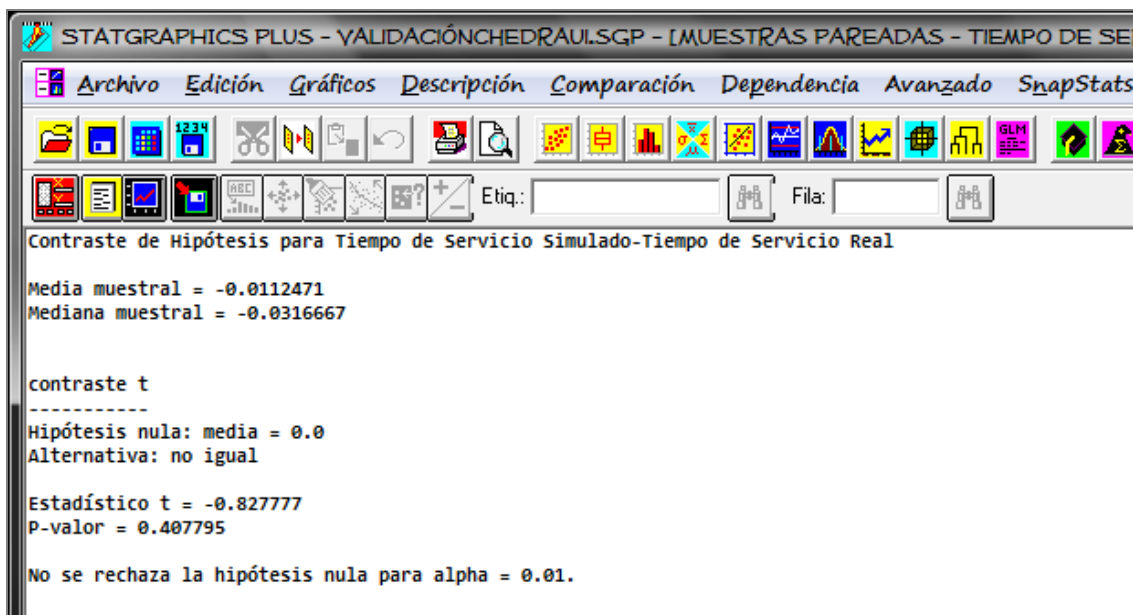 STATGRAPHICS PLUS - VALIDACIÓNCHEDRAUI.SGP - [MUESTRAS PAREADAS - TIEMPO DE SE
Archivo Edición Gráficos Descripción Comparación Dependencia Avanzado SnapStats
1234
GLM
ABC Etiq.: Fila:
Contraste de Hipótesis para Tiempo de Servicio Simulado-Tiempo de Servicio Real
Media muestral = -0.0112471
Mediana muestral = -0.0316667
contraste t
-----------
Hipótesis nula: media = 0.0
Alternativa: no igual
Estadístico t = -0.827777
P-valor = 0.407795
No se rechaza la hipótesis nula para alpha = 0.01.